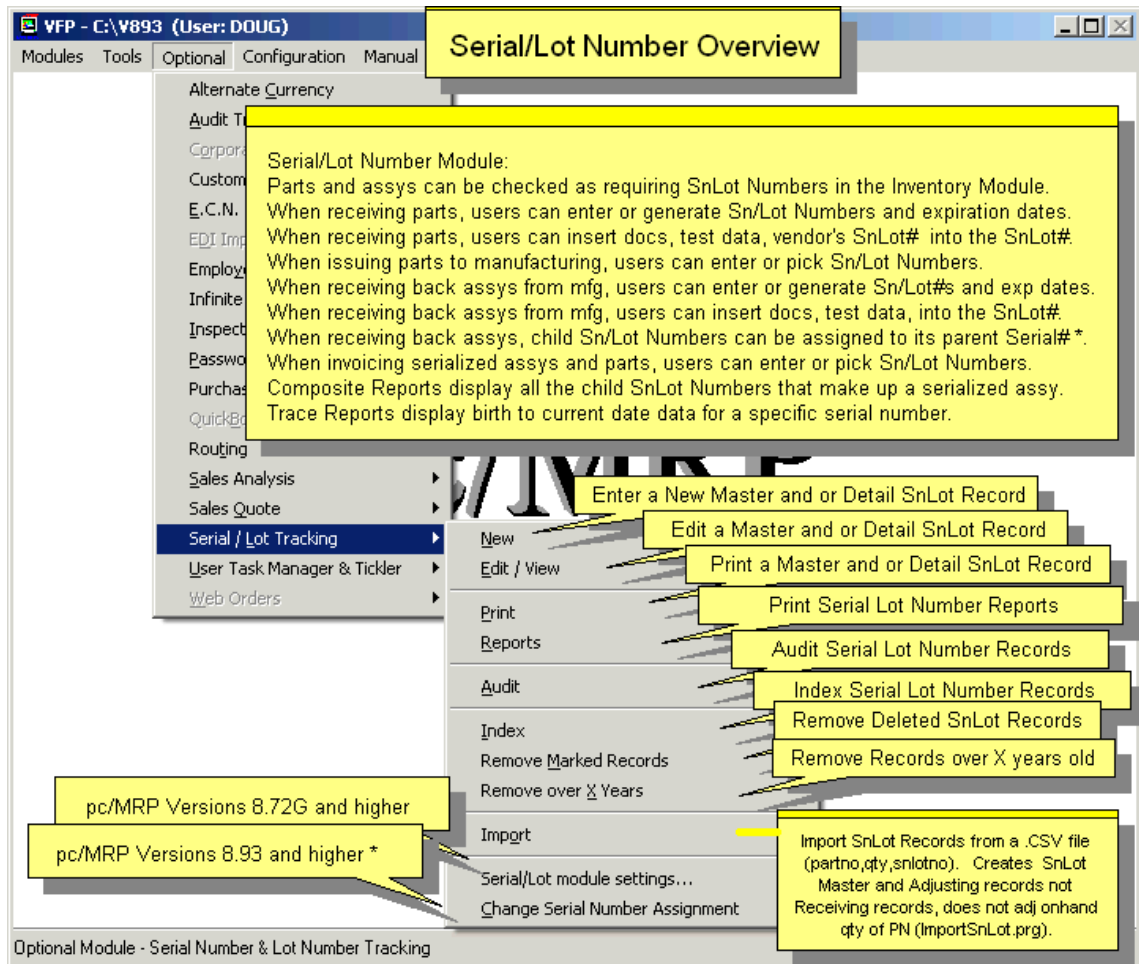 VFP - C:\V893 (User: DOUG)
Serial/Lot Number Overview
Modules Tools Optional Configuration Manual
Alternate Currency
Audit
Custom
E.C.N.
Infinite
Routing
Sales Analysis
Sales Quote
Serial / Lot Tracking
User Task Manager & Tickler
Web Orders
Serial/Lot Number Module:
Parts and assys can be checked as requiring SnLot Numbers in the Inventory Module.
When receiving parts, users can enter or generate Sn/Lot Numbers and expiration dates.
When receiving parts, users can insert docs, test data, vendor's SnLot# into the SnLot#.
When issuing parts to manufacturing, users can enter or pick Sn/Lot Numbers.
When receiving back assys from mfg, users can enter or generate Sn/Lot#s and exp dates.
When receiving back assys from mfg, users can insert docs, test data, into the SnLot#.
When receiving back assys, child Sn/Lot Numbers can be assigned to its parent Serial# *.
When invoicing serialized assys and parts, users can enter or pick Sn/Lot Numbers.
Composite Reports display all the child SnLot Numbers that make up a serialized assy.
Trace Reports display birth to current date data for a specific serial number.
New
Edit / View
Print
Reports
Audit
Index
Remove Marked Records
Remove over X Years
Import
Serial/Lot module settings...
Change Serial Number Assignment
Enter a New Master and or Detail SnLot Record
Edit a Master and or Detail SnLot Record
Print a Master and or Detail SnLot Record
Print Serial Lot Number Reports
Audit Serial Lot Number Records
Index Serial Lot Number Records
Remove Deleted SnLot Records
Remove Records over X years old
pc/MRP Versions 8.72G and higher
pc/MRP Versions 8.93 and higher *
Import SnLot Records from a .CSV file
(partno,qty,snlotno). Creates SnLot
Master and Adjusting records not
Receiving records, does not adj onhand
qty of PN (ImportSnLot.prg).
Optional Module - Serial Number & Lot Number Tracking